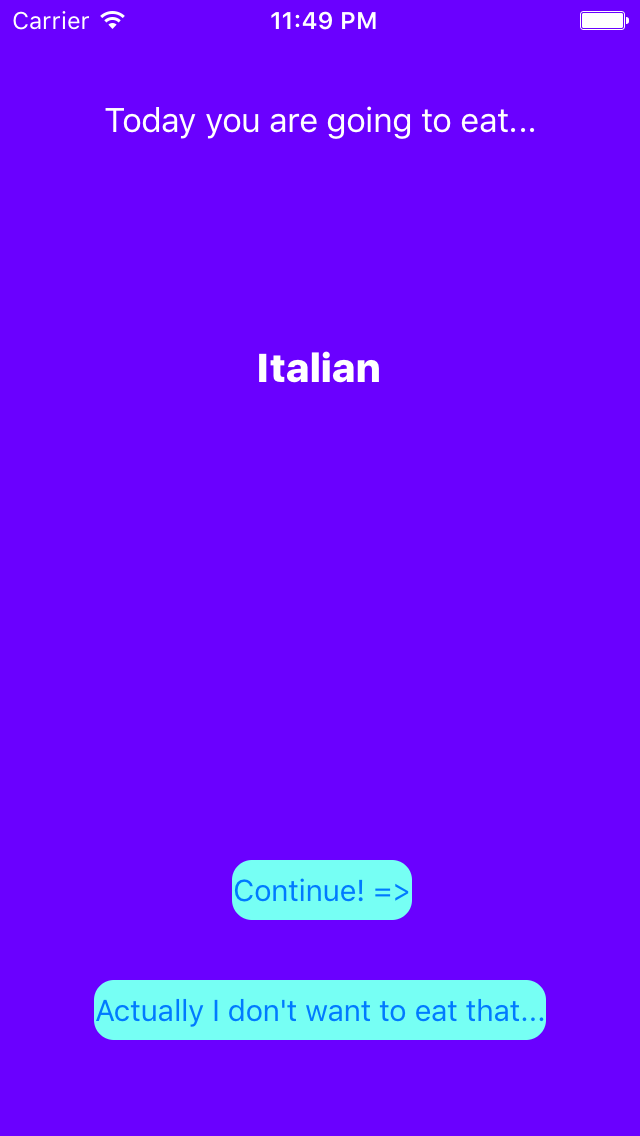 Carrier 11:49 PM
Today you are going to eat...
Italian
Continue! =>
Actually I don't want to eat that...